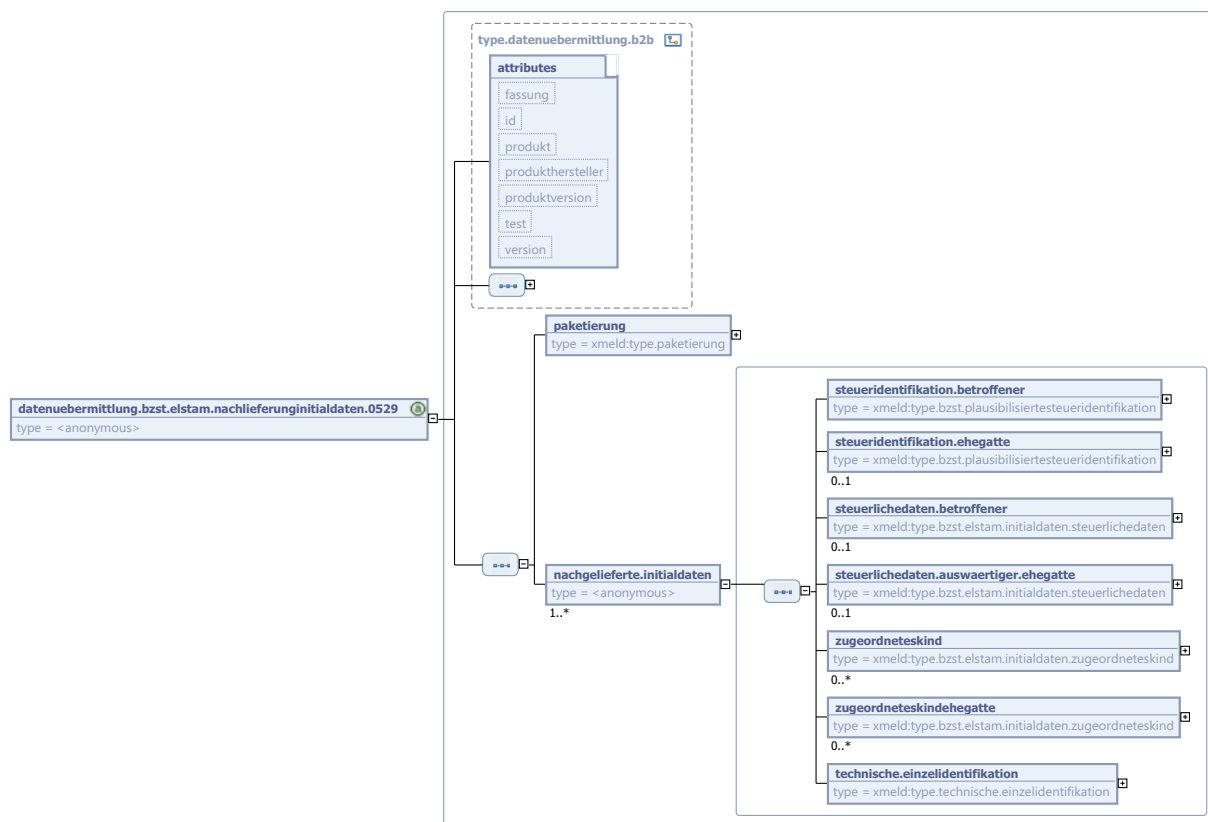 type.datenuebermittlung.b2b
attributes
fassung
id
produkt
produkthersteller
produktversion
test
version
paketierung
type = xmeld:type.paketierung
datenuebermittlung.bzst.elstam.nachlieferunginitialdaten.0529
a
type = <anonymous>
nachgelieferte.initialdaten
type = <anonymous>
1..*
steueridentifikation.betroffener
type = xmeld:type.bzst.plausibilisiertesteueridentifikation
steueridentifikation.ehegatte
type = xmeld:type.bzst.plausibilisiertesteueridentifikation
0..1
steuerlichedaten.betroffener
type = xmeld:type.bzst.elstam.initialdaten.steuerlichedaten
0..1
steuerlichedaten.auswaertiger.ehegatte
type = xmeld:type.bzst.elstam.initialdaten.steuerlichedaten
0..1
zugeordneteskind
type = xmeld:type.bzst.elstam.initialdaten.zugeordneteskind
0..*
zugeordneteskindehegatte
type = xmeld:type.bzst.elstam.initialdaten.zugeordneteskind
0..*
technische.einzelidentifikation
type = xmeld:type.technische.einzelidentifikation